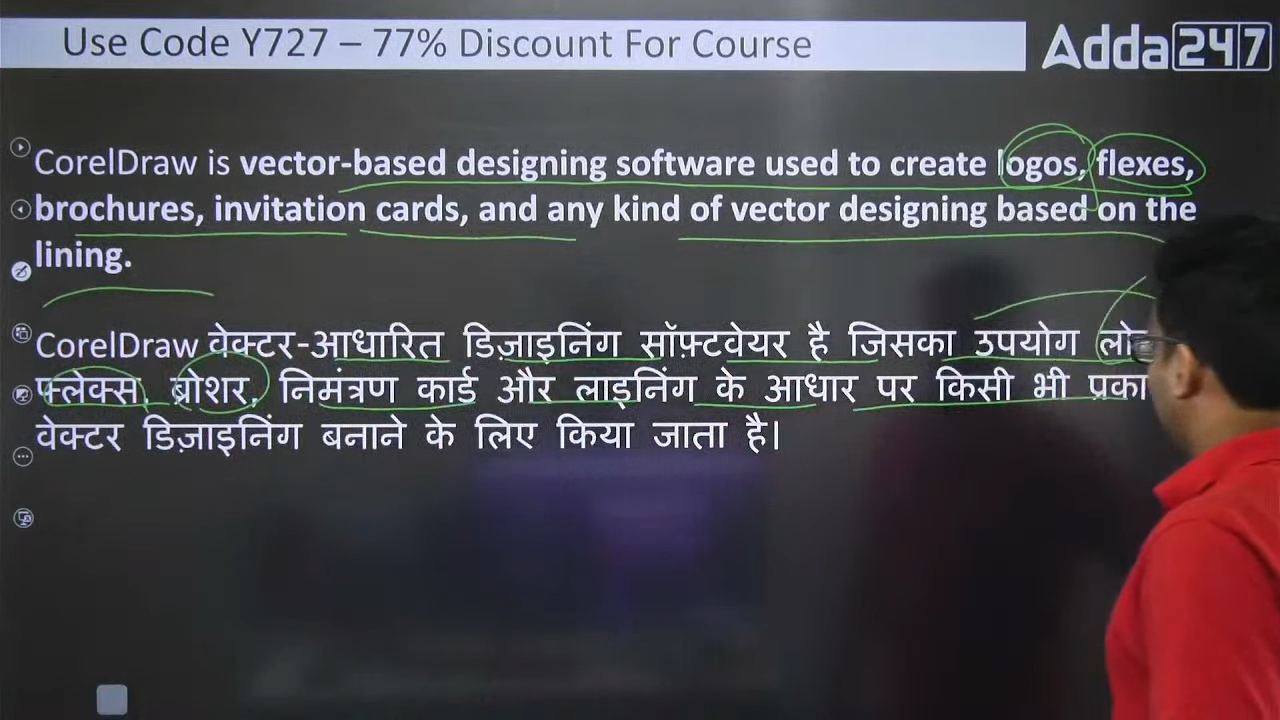 Use Code Y727 – 77% Discount For Course
Adda247
CorelDraw is vector-based designing software used to create logos, flexes,
brochures, invitation cards, and any kind of vector designing based on the
lining.
CorelDraw वेक्टर-आधारित डिज़ाइनिंग सॉफ़्टवेयर है जिसका उपयोग
फ्लेक्स, ब्रोशर, निमंत्रण कार्ड और लाइनिंग के आधार पर किसी भी
वेक्टर डिज़ाइनिंग बनाने के लिए किया जाता है।